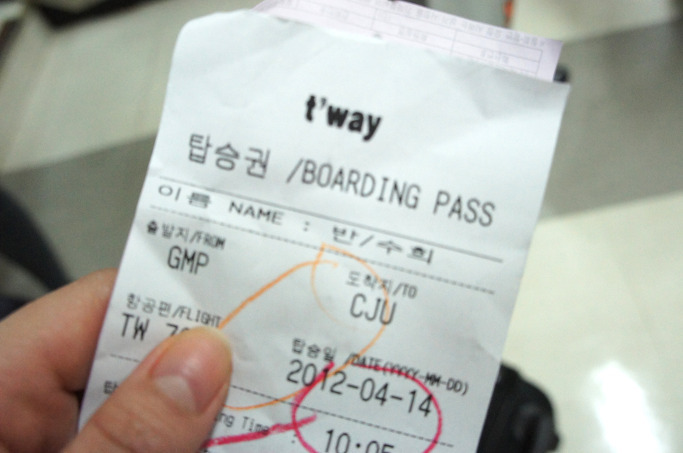 t'way
탑승권 /BOARDING PASS
이름 NAME : 반/수희
출발지/FROM 도착지/TO
GMP CJU
항공편/FLIGHT 탑승일 /DATE(YYYY-MM-DD)
TW 2012-04-14
Time :
10:05